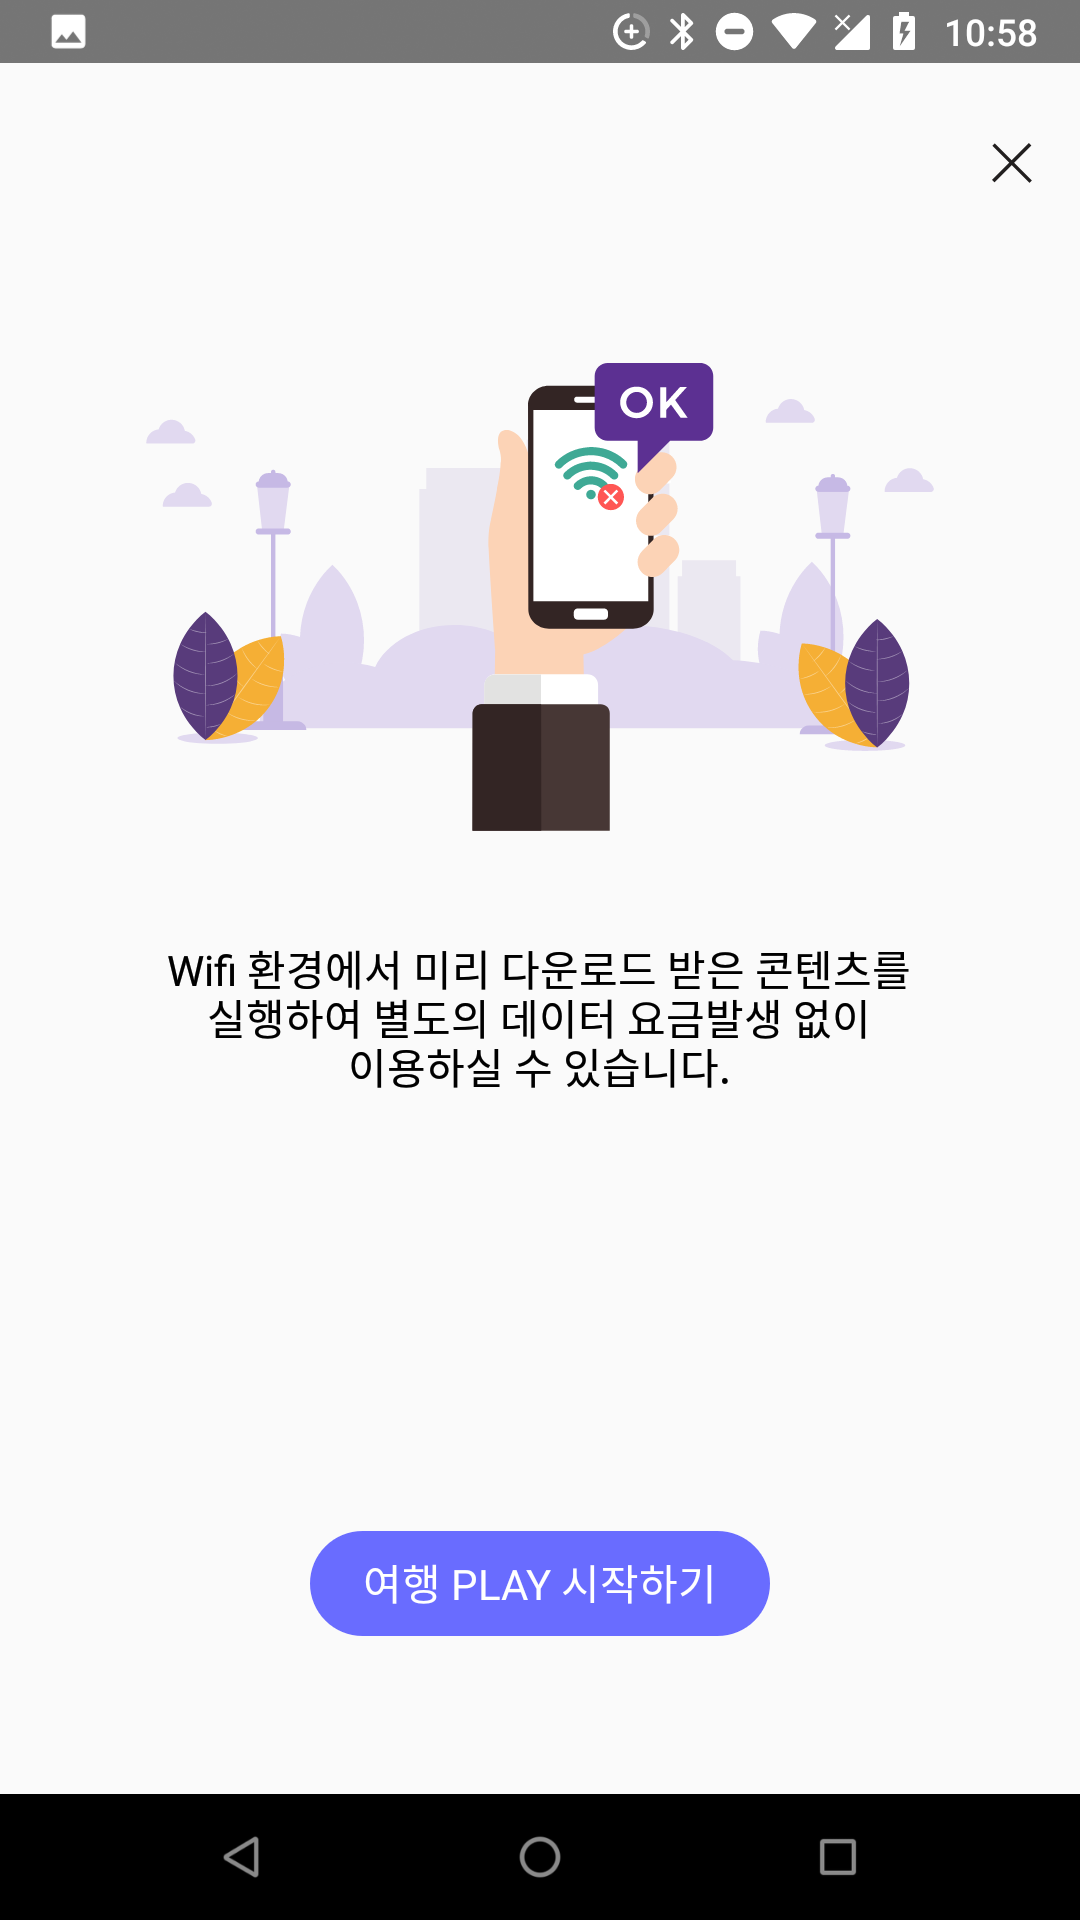 10:58
OK
Wifi 환경에서 미리 다운로드 받은 콘텐츠를
실행하여 별도의 데이터 요금발생 없이
이용하실 수 있습니다.
여행 PLAY 시작하기